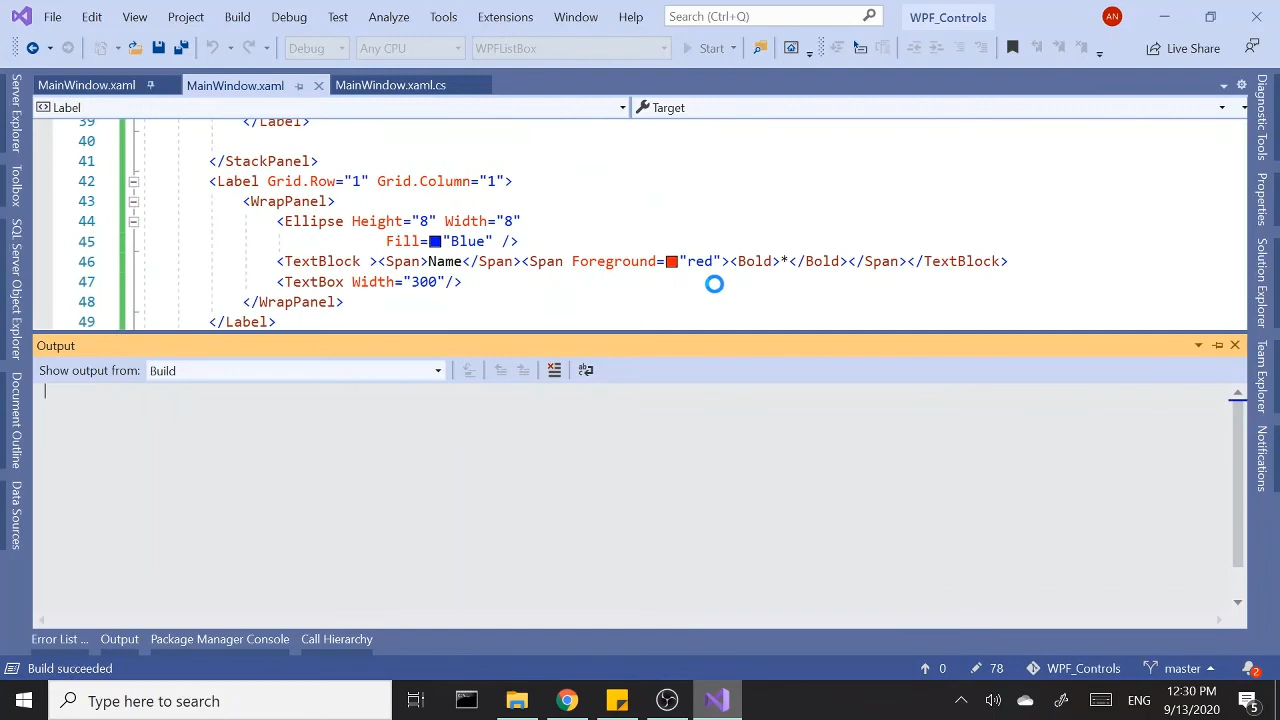 File Edit View Project Build Debug Test Analyze Tools Extensions Window Help Search (Ctrl+Q) WPF_Controls AN
Debug Any CPU WPFListBox Start Live Share
MainWindow.xaml MainWindow.xaml MainWindow.xaml.cs
Label Target
39 </Label>
40
41 </StackPanel>
42 <Label Grid.Row="1" Grid.Column="1">
43 <WrapPanel>
44 <Ellipse Height="8" Width="8"
45 Fill="Blue" />
46 <TextBlock ><Span>Name</Span><Span Foreground="red"><Bold>*</Bold></Span></TextBlock>
47 <TextBox Width="300"/>
48 </WrapPanel>
49 </Label>
Output
Show output from: Build
Error List ... Output Package Manager Console Call Hierarchy
Build succeeded 0 78 WPF_Controls master 2
Type here to search ENG 12:30 PM 9/13/2020 5
Server Explorer
Toolbox
SQL Server Object Explorer
Document Outline
Data Sources
Diagnostic Tools
Properties
Solution Explorer
Team Explorer
Notifications